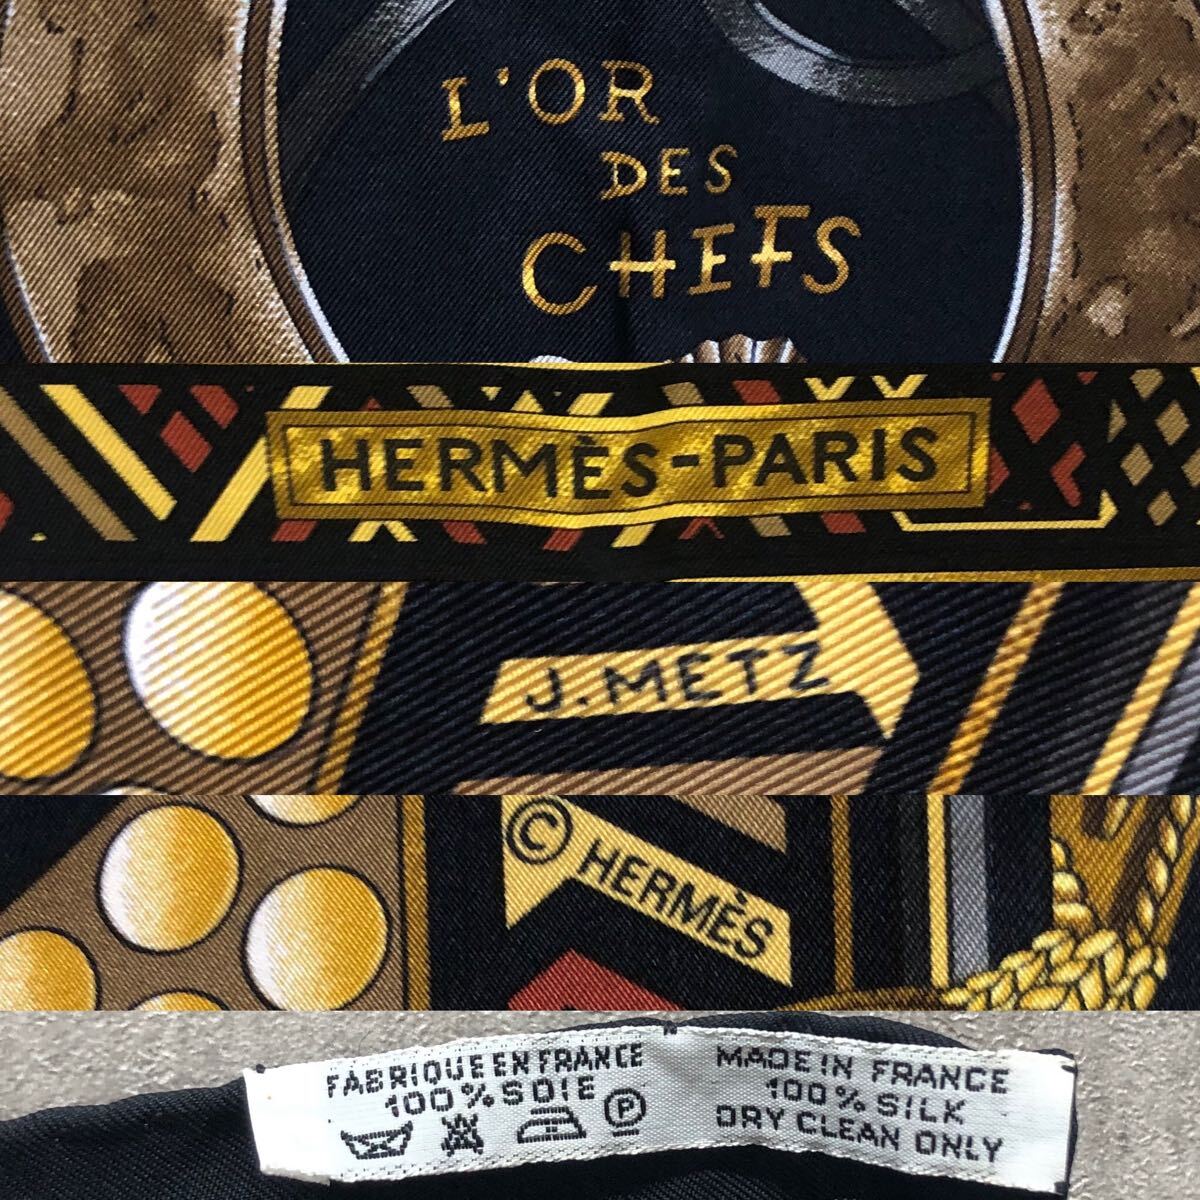 L'OR
DES
CHEFS
HERMÈS-PARIS
J. METZ
© HERMÈS
FABRIQUE EN FRANCE
100% SOIE
P
MADE IN FRANCE
100% SILK
DRY CLEAN ONLY